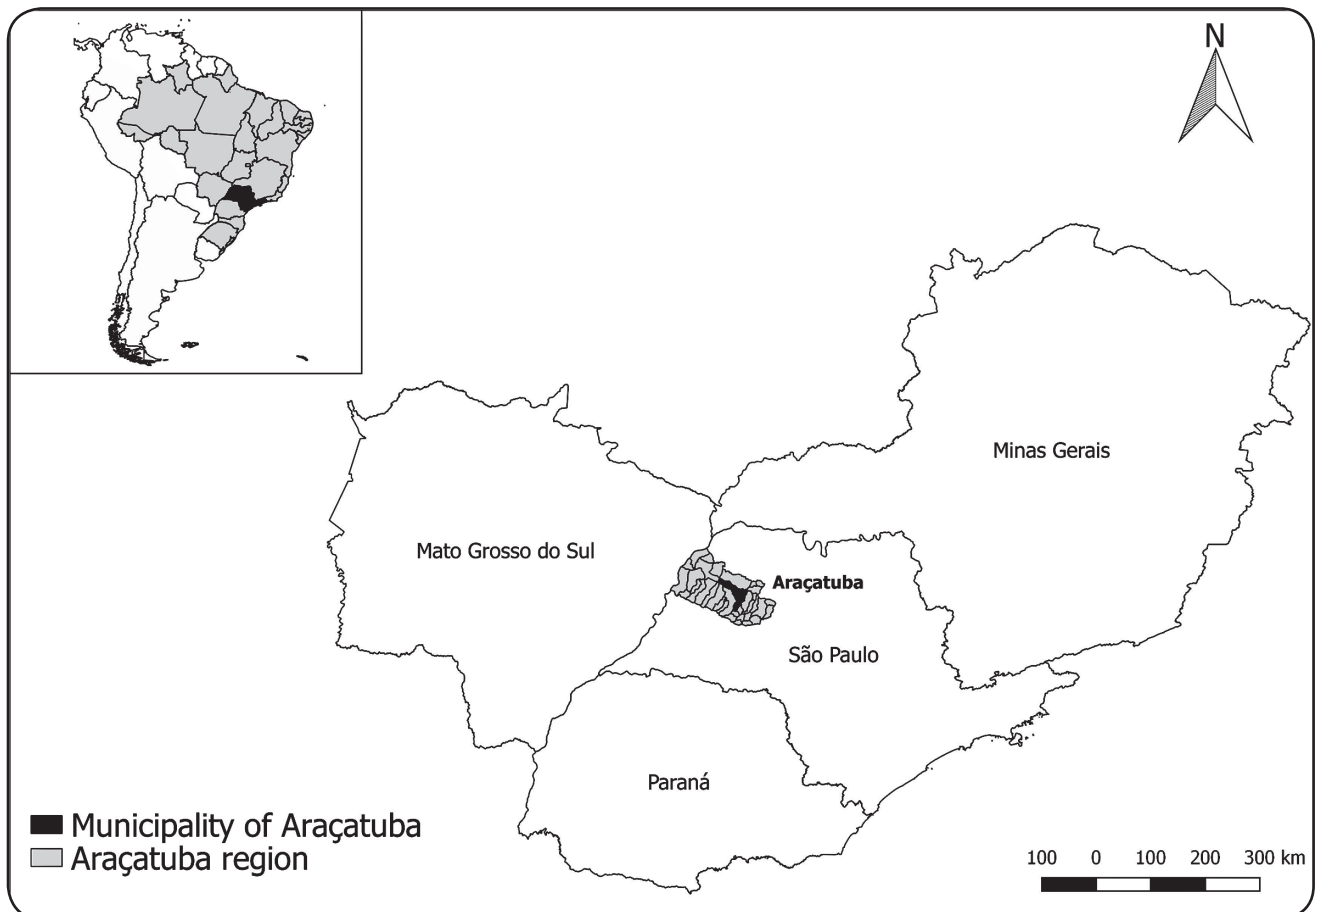 N
Minas Gerais
Mato Grosso do Sul
Araçatuba
São Paulo
Paraná
Municipality of Araçatuba
Araçatuba region
100 0 100 200 300 km